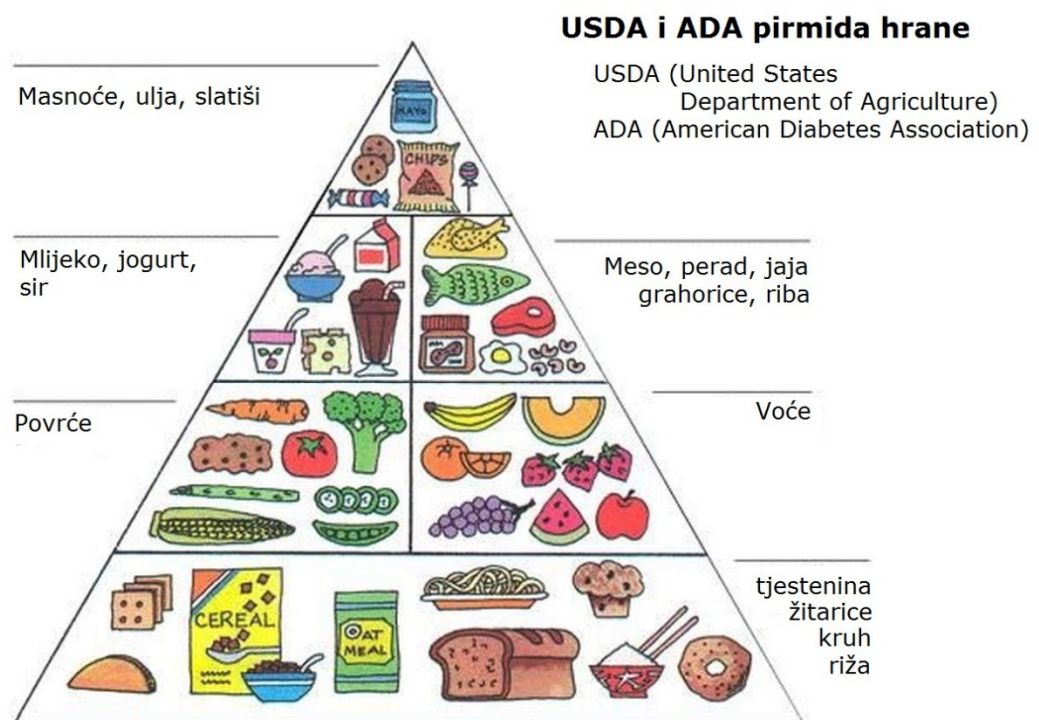 USDA i ADA pirmida hrane
USDA (United States
Department of Agriculture)
ADA (American Diabetes Association)
Masnoće, ulja, slatiši
MAYO
CHIPS
Mlijeko, jogurt,
sir
Meso, perad, jaja
grahorice, riba
Povrće
Voće
CEREAL
OAT
MEAL
tjestenina
žitarice
kruh
riža